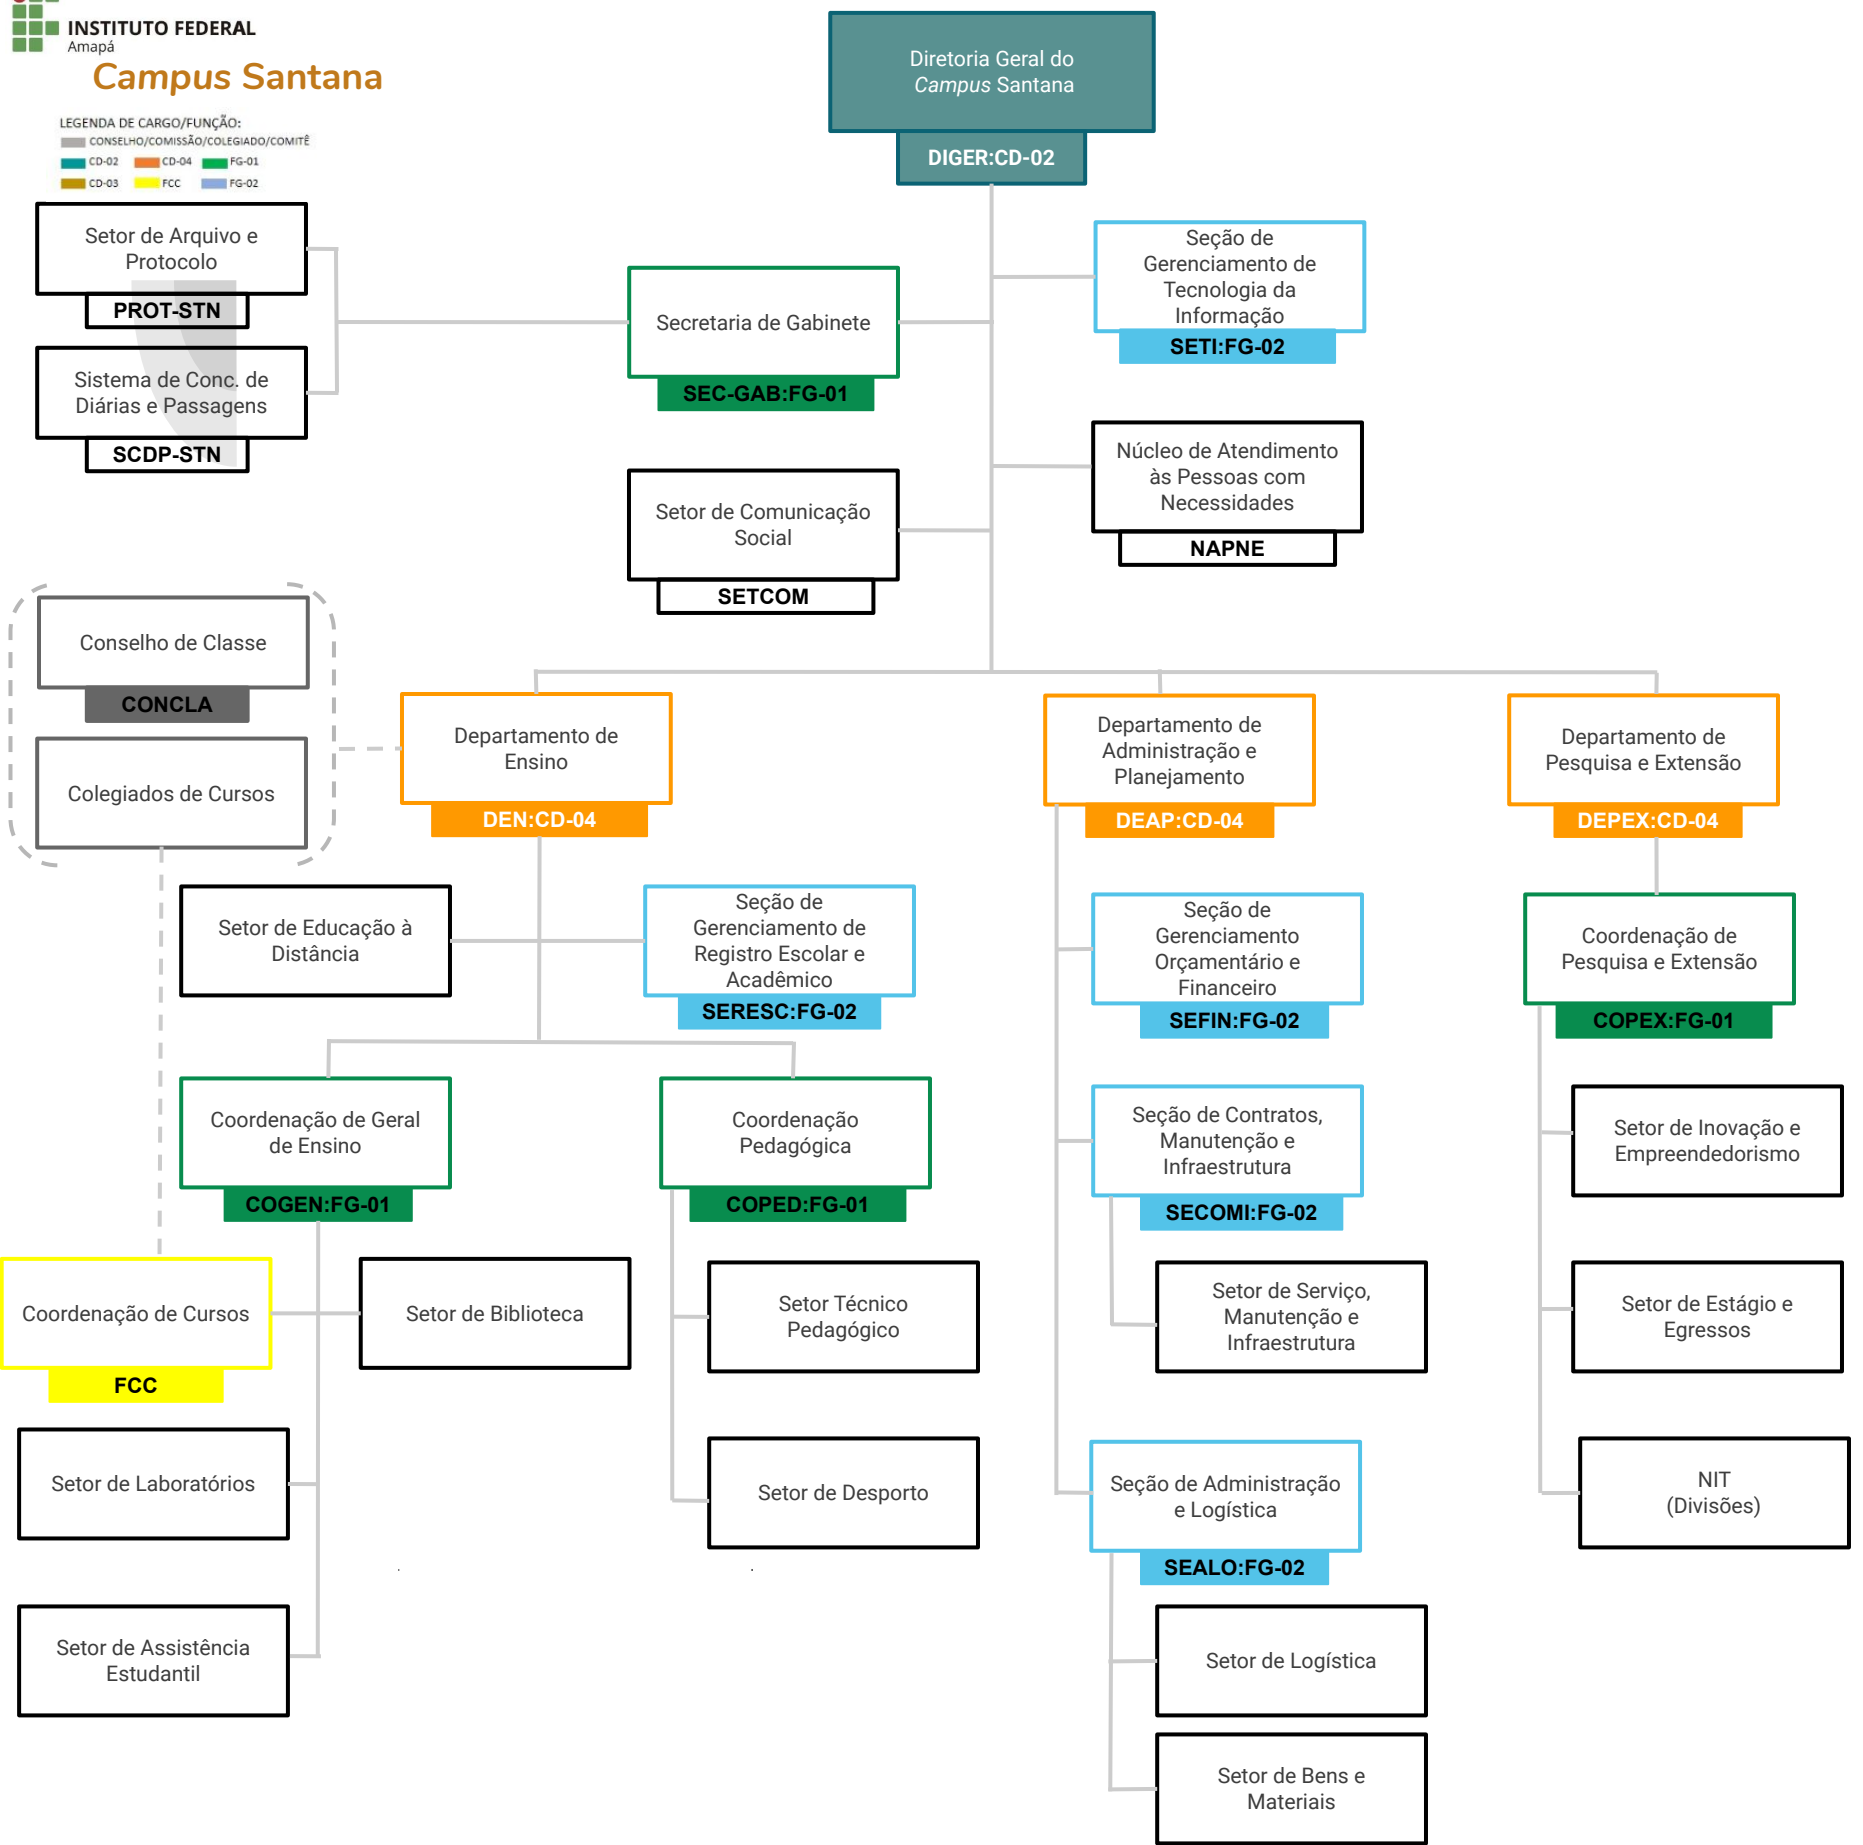 INSTITUTO FEDERAL
Amapá
Campus Santana
LEGENDA DE CARGO/FUNÇÃO:
CONSELHO/COMISSÃO/COLEGIADO/COMITÊ
CD-02 CD-04 FG-01
CD-03 FCC FG-02
Diretoria Geral do
Campus Santana
DIGER:CD-02
Setor de Arquivo e
Protocolo
PROT-STN
Sistema de Conc. de
Diárias e Passagens
SCDP-STN
Secretaria de Gabinete
SEC-GAB:FG-01
Seção de
Gerenciamento de
Tecnologia da
Informação
SETI:FG-02
Setor de Comunicação
Social
SETCOM
Núcleo de Atendimento
às Pessoas com
Necessidades
NAPNE
Conselho de Classe
CONCLA
Colegiados de Cursos
Departamento de
Ensino
DEN:CD-04
Departamento de
Administração e
Planejamento
DEAP:CD-04
Departamento de
Pesquisa e Extensão
DEPEX:CD-04
Setor de Educação à
Distância
Seção de
Gerenciamento de
Registro Escolar e
Acadêmico
SERESC:FG-02
Seção de
Gerenciamento
Orçamentário e
Financeiro
SEFIN:FG-02
Coordenação de
Pesquisa e Extensão
COPEX:FG-01
Coordenação de Geral
de Ensino
COGEN:FG-01
Coordenação
Pedagógica
COPED:FG-01
Seção de Contratos,
Manutenção e
Infraestrutura
SECOMI:FG-02
Setor de Inovação e
Empreendedorismo
Coordenação de Cursos
FCC
Setor de Biblioteca
Setor Técnico
Pedagógico
Setor de Serviço,
Manutenção e
Infraestrutura
Setor de Estágio e
Egressos
Setor de Laboratórios
Setor de Desporto
Seção de Administração
e Logística
SEALO:FG-02
NIT
(Divisões)
Setor de Assistência
Estudantil
Setor de Logística
Setor de Bens e
Materiais